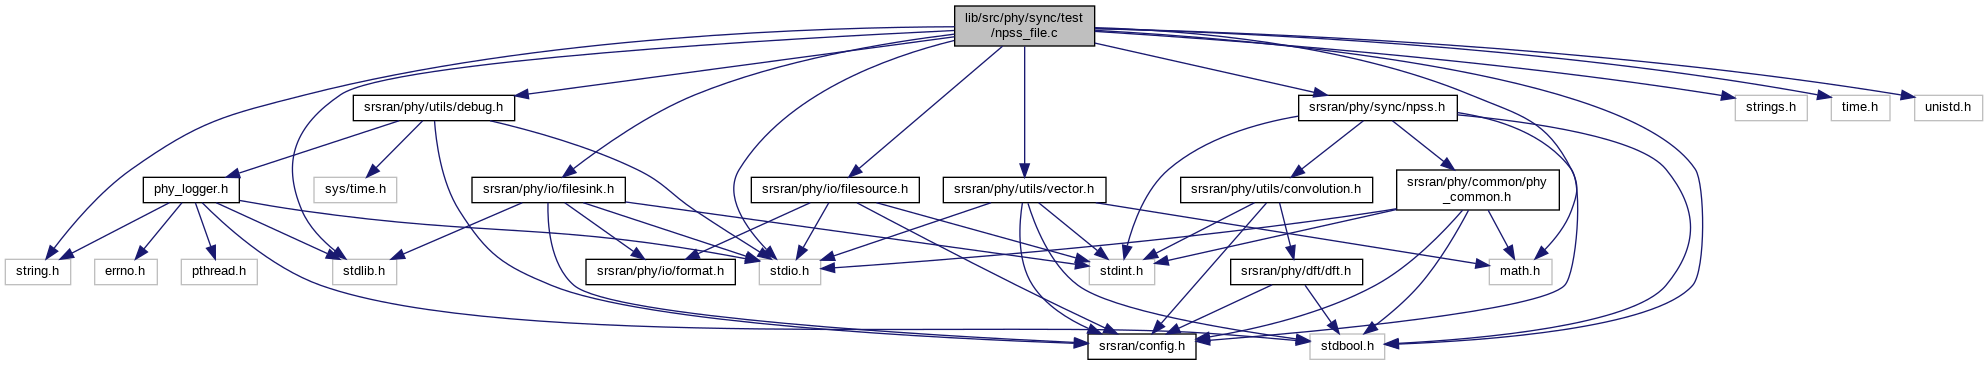 lib/src/phy/sync/test
/npss_file.c
srsran/phy/utils/debug.h
srsran/phy/sync/npss.h
strings.h
time.h
unistd.h
phy_logger.h
sys/time.h
srsran/phy/io/filesink.h
srsran/phy/io/filesource.h
srsran/phy/utils/vector.h
srsran/phy/utils/convolution.h
srsran/phy/common/phy
_common.h
string.h
errno.h
pthread.h
stdlib.h
srsran/phy/io/format.h
stdio.h
stdint.h
srsran/phy/dft/dft.h
math.h
srsran/config.h
stdbool.h